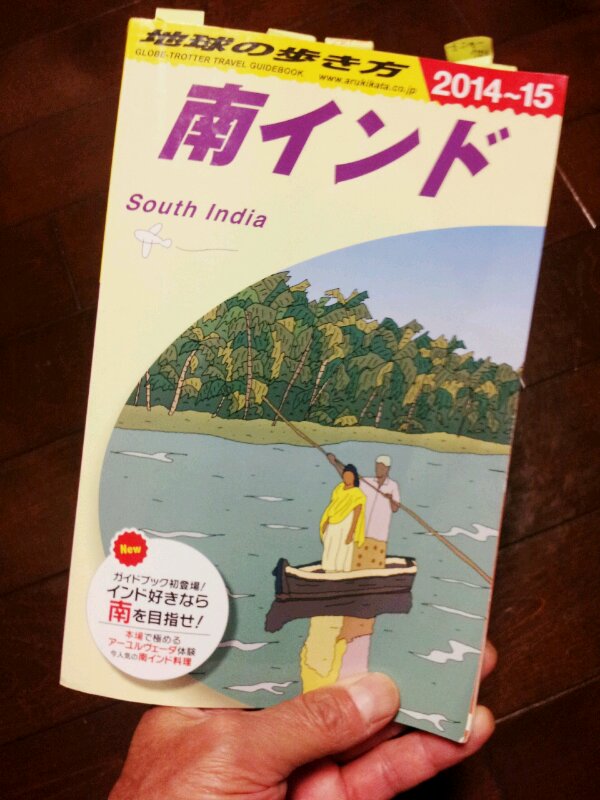 地球の歩き方
GLOBE-TROTTER TRAVEL GUIDEBOOK
www.arukikata.co.jp
2014~15
南インド
South India
New
ガイドブック初登場!
インド好きなら
南を目指せ!
本場で極める
アーユルヴェーダ体験
今人気の南インド料理